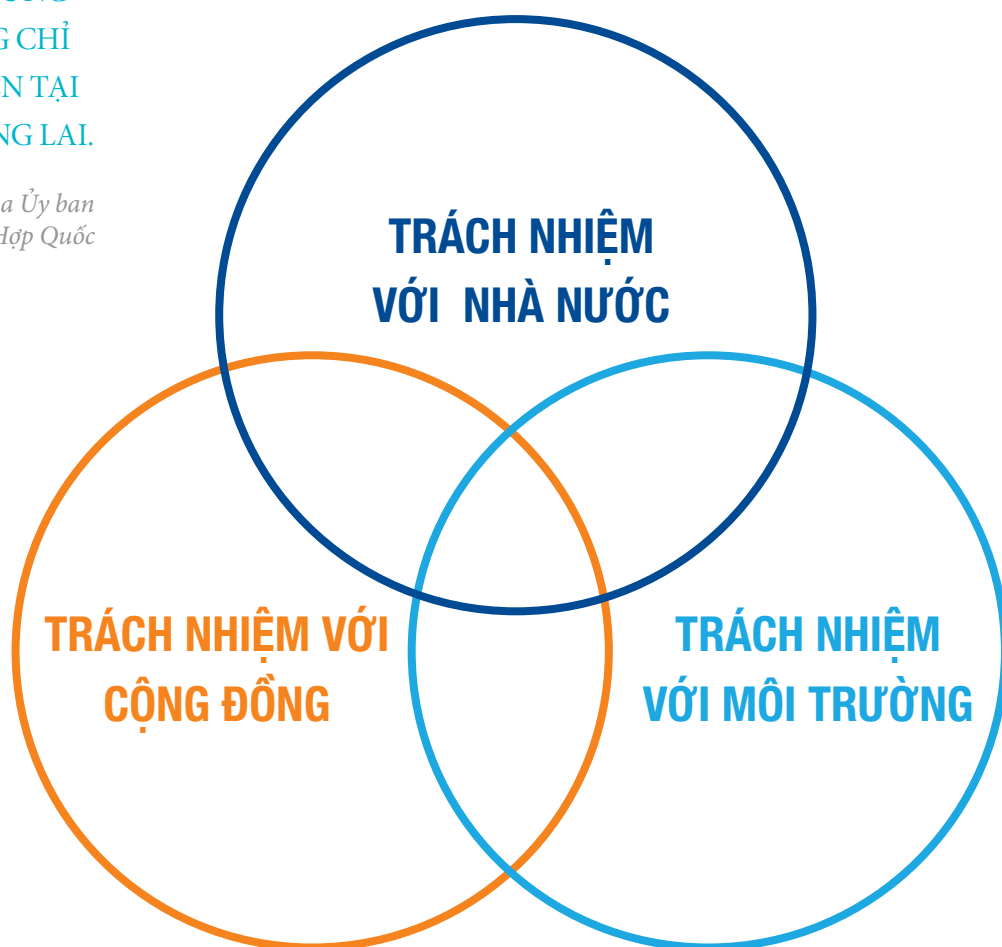 G CHỈ
N TẠI
NG LAI.
a Ủy ban
Hợp Quốc
TRÁCH NHIỆM
VỚI NHÀ NƯỚC
TRÁCH NHIỆM VỚI
CỘNG ĐỒNG
TRÁCH NHIỆM
VỚI MÔI TRƯỜNG